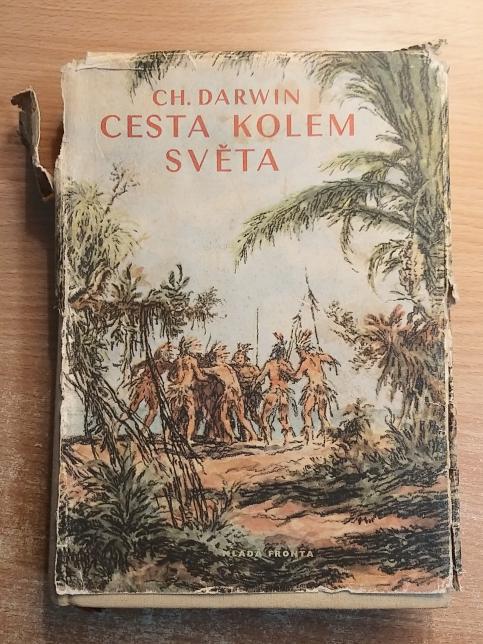 CH. DARWIN
CESTA KOLEM
SVĚTA
MLADÁ FRONTA